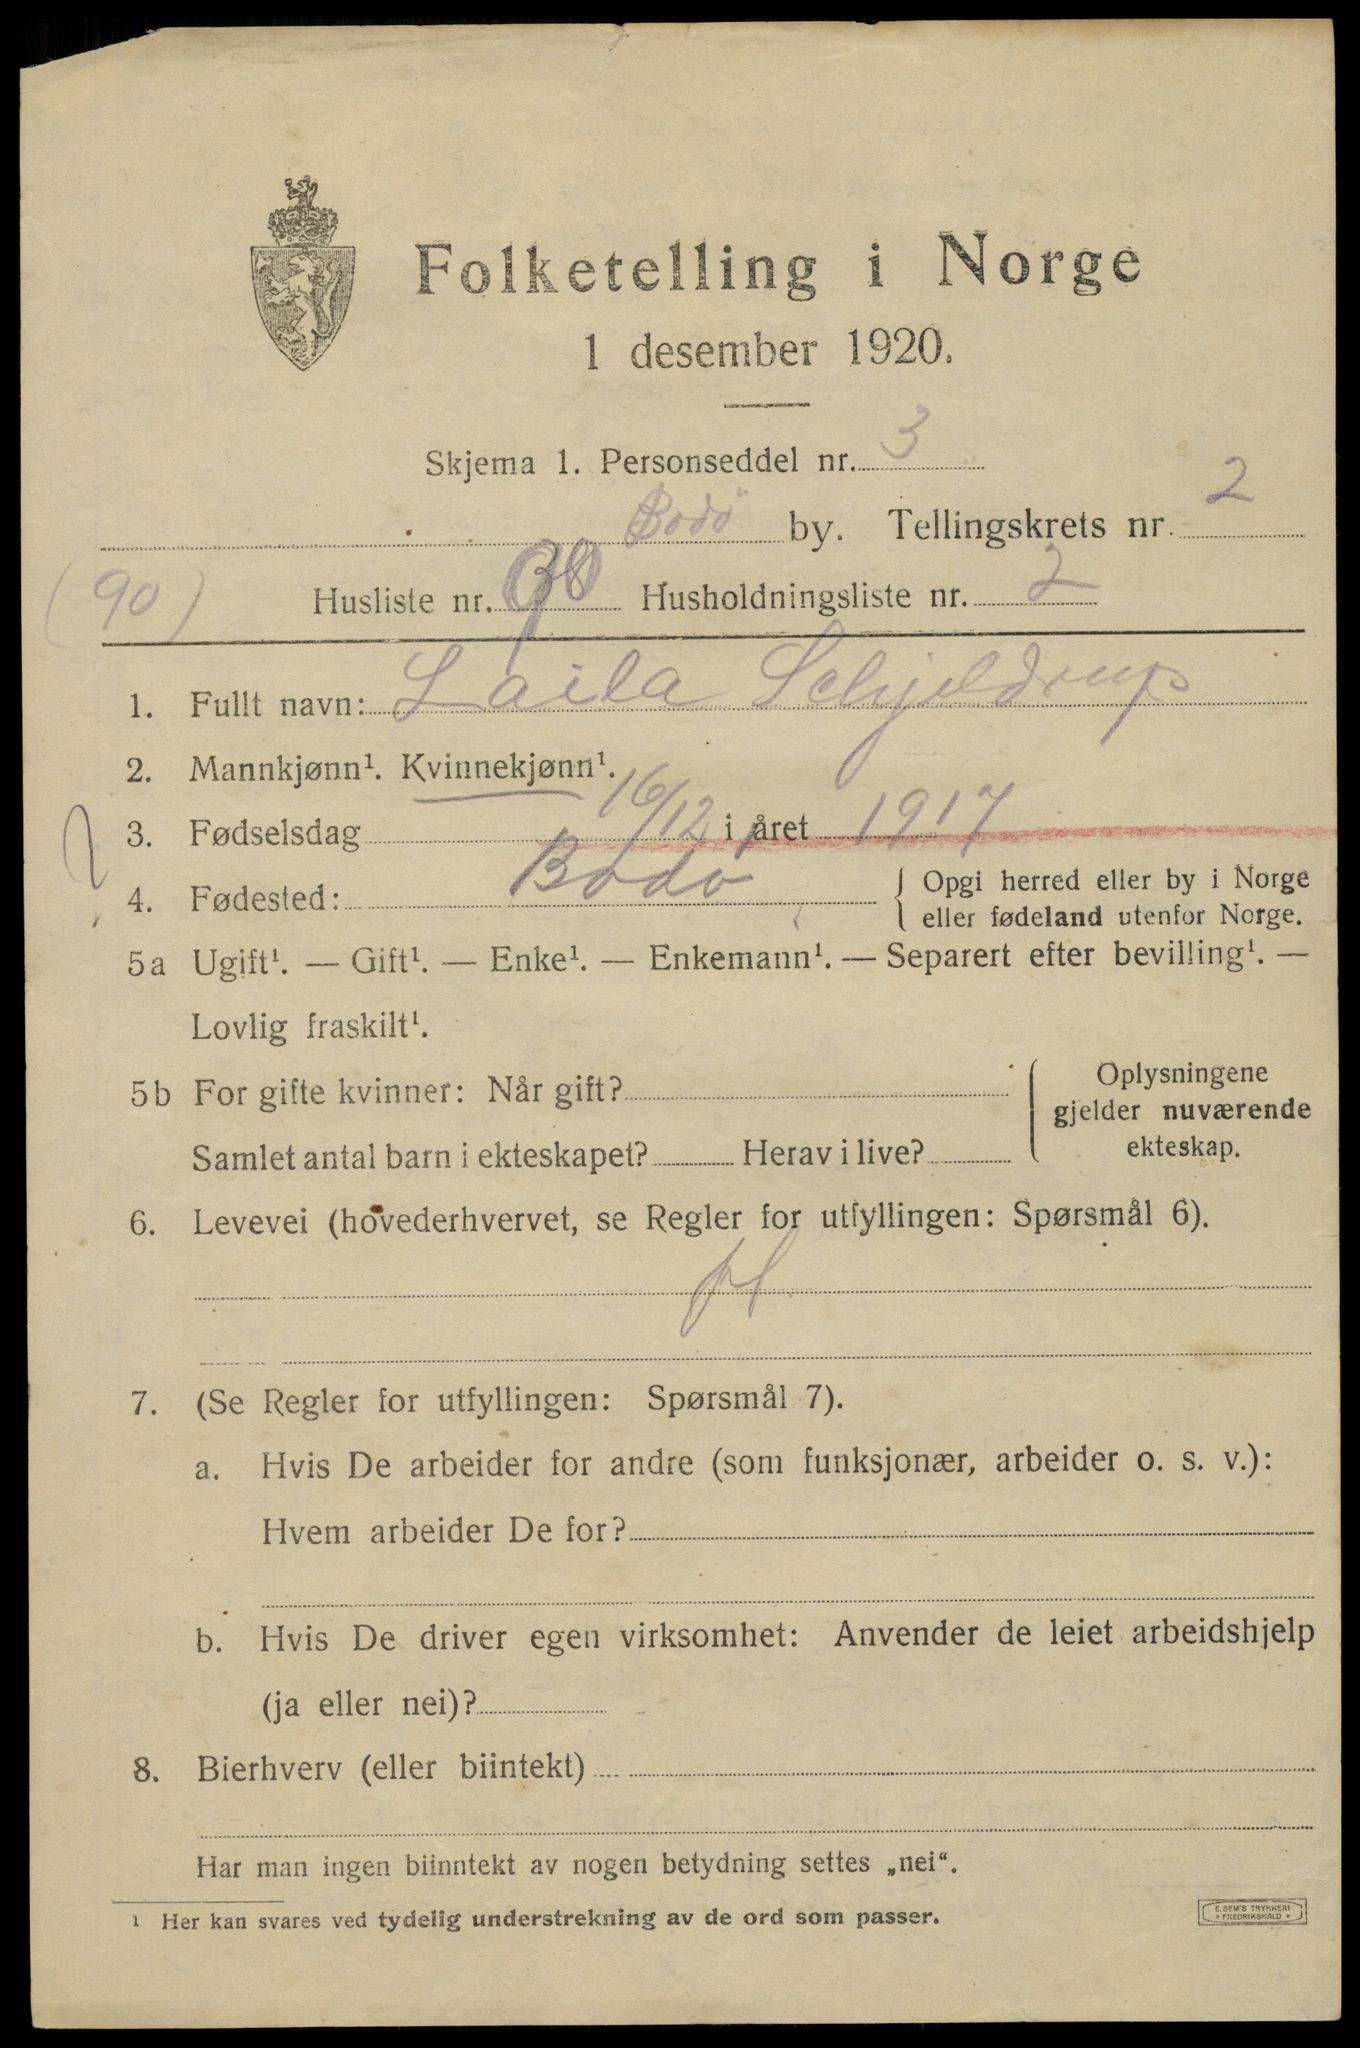 Folketelling i Norge
1 desember 1920.
Skjema 1. Personseddel nr. 3
Bodö by. Tellingskrets nr. 2
(90) Husliste nr. 90 Husholdningsliste nr. 2
1. Fullt navn: Laila Schjeldrup
2. Mannkjønn¹. Kvinnekjønn¹.
3. Fødselsdag 16/12 i året 1917
4. Fødested: Bodö { Opgi herred eller by i Norge
eller fødeland utenfor Norge.
5a Ugift¹. — Gift¹. — Enke¹. — Enkemann¹. — Separert efter bevilling¹. —
Lovlig fraskilt¹.
5b For gifte kvinner: Når gift?
Samlet antal barn i ekteskapet? Herav i live?
{ Oplysningene
gjelder nuværende
ekteskap.
6. Levevei (hovederhvervet, se Regler for utfyllingen: Spørsmål 6).
7. (Se Regler for utfyllingen: Spørsmål 7).
a. Hvis De arbeider for andre (som funksjonær, arbeider o. s. v.):
Hvem arbeider De for?
b. Hvis De driver egen virksomhet: Anvender de leiet arbeidshjelp
(ja eller nei)?
8. Bierhverv (eller biintekt)
Har man ingen biinntekt av nogen betydning settes „nei“.
¹ Her kan svares ved tydelig understrekning av de ord som passer.
E. SEM'S TRYKKERI
* FREDRIKSHALD *